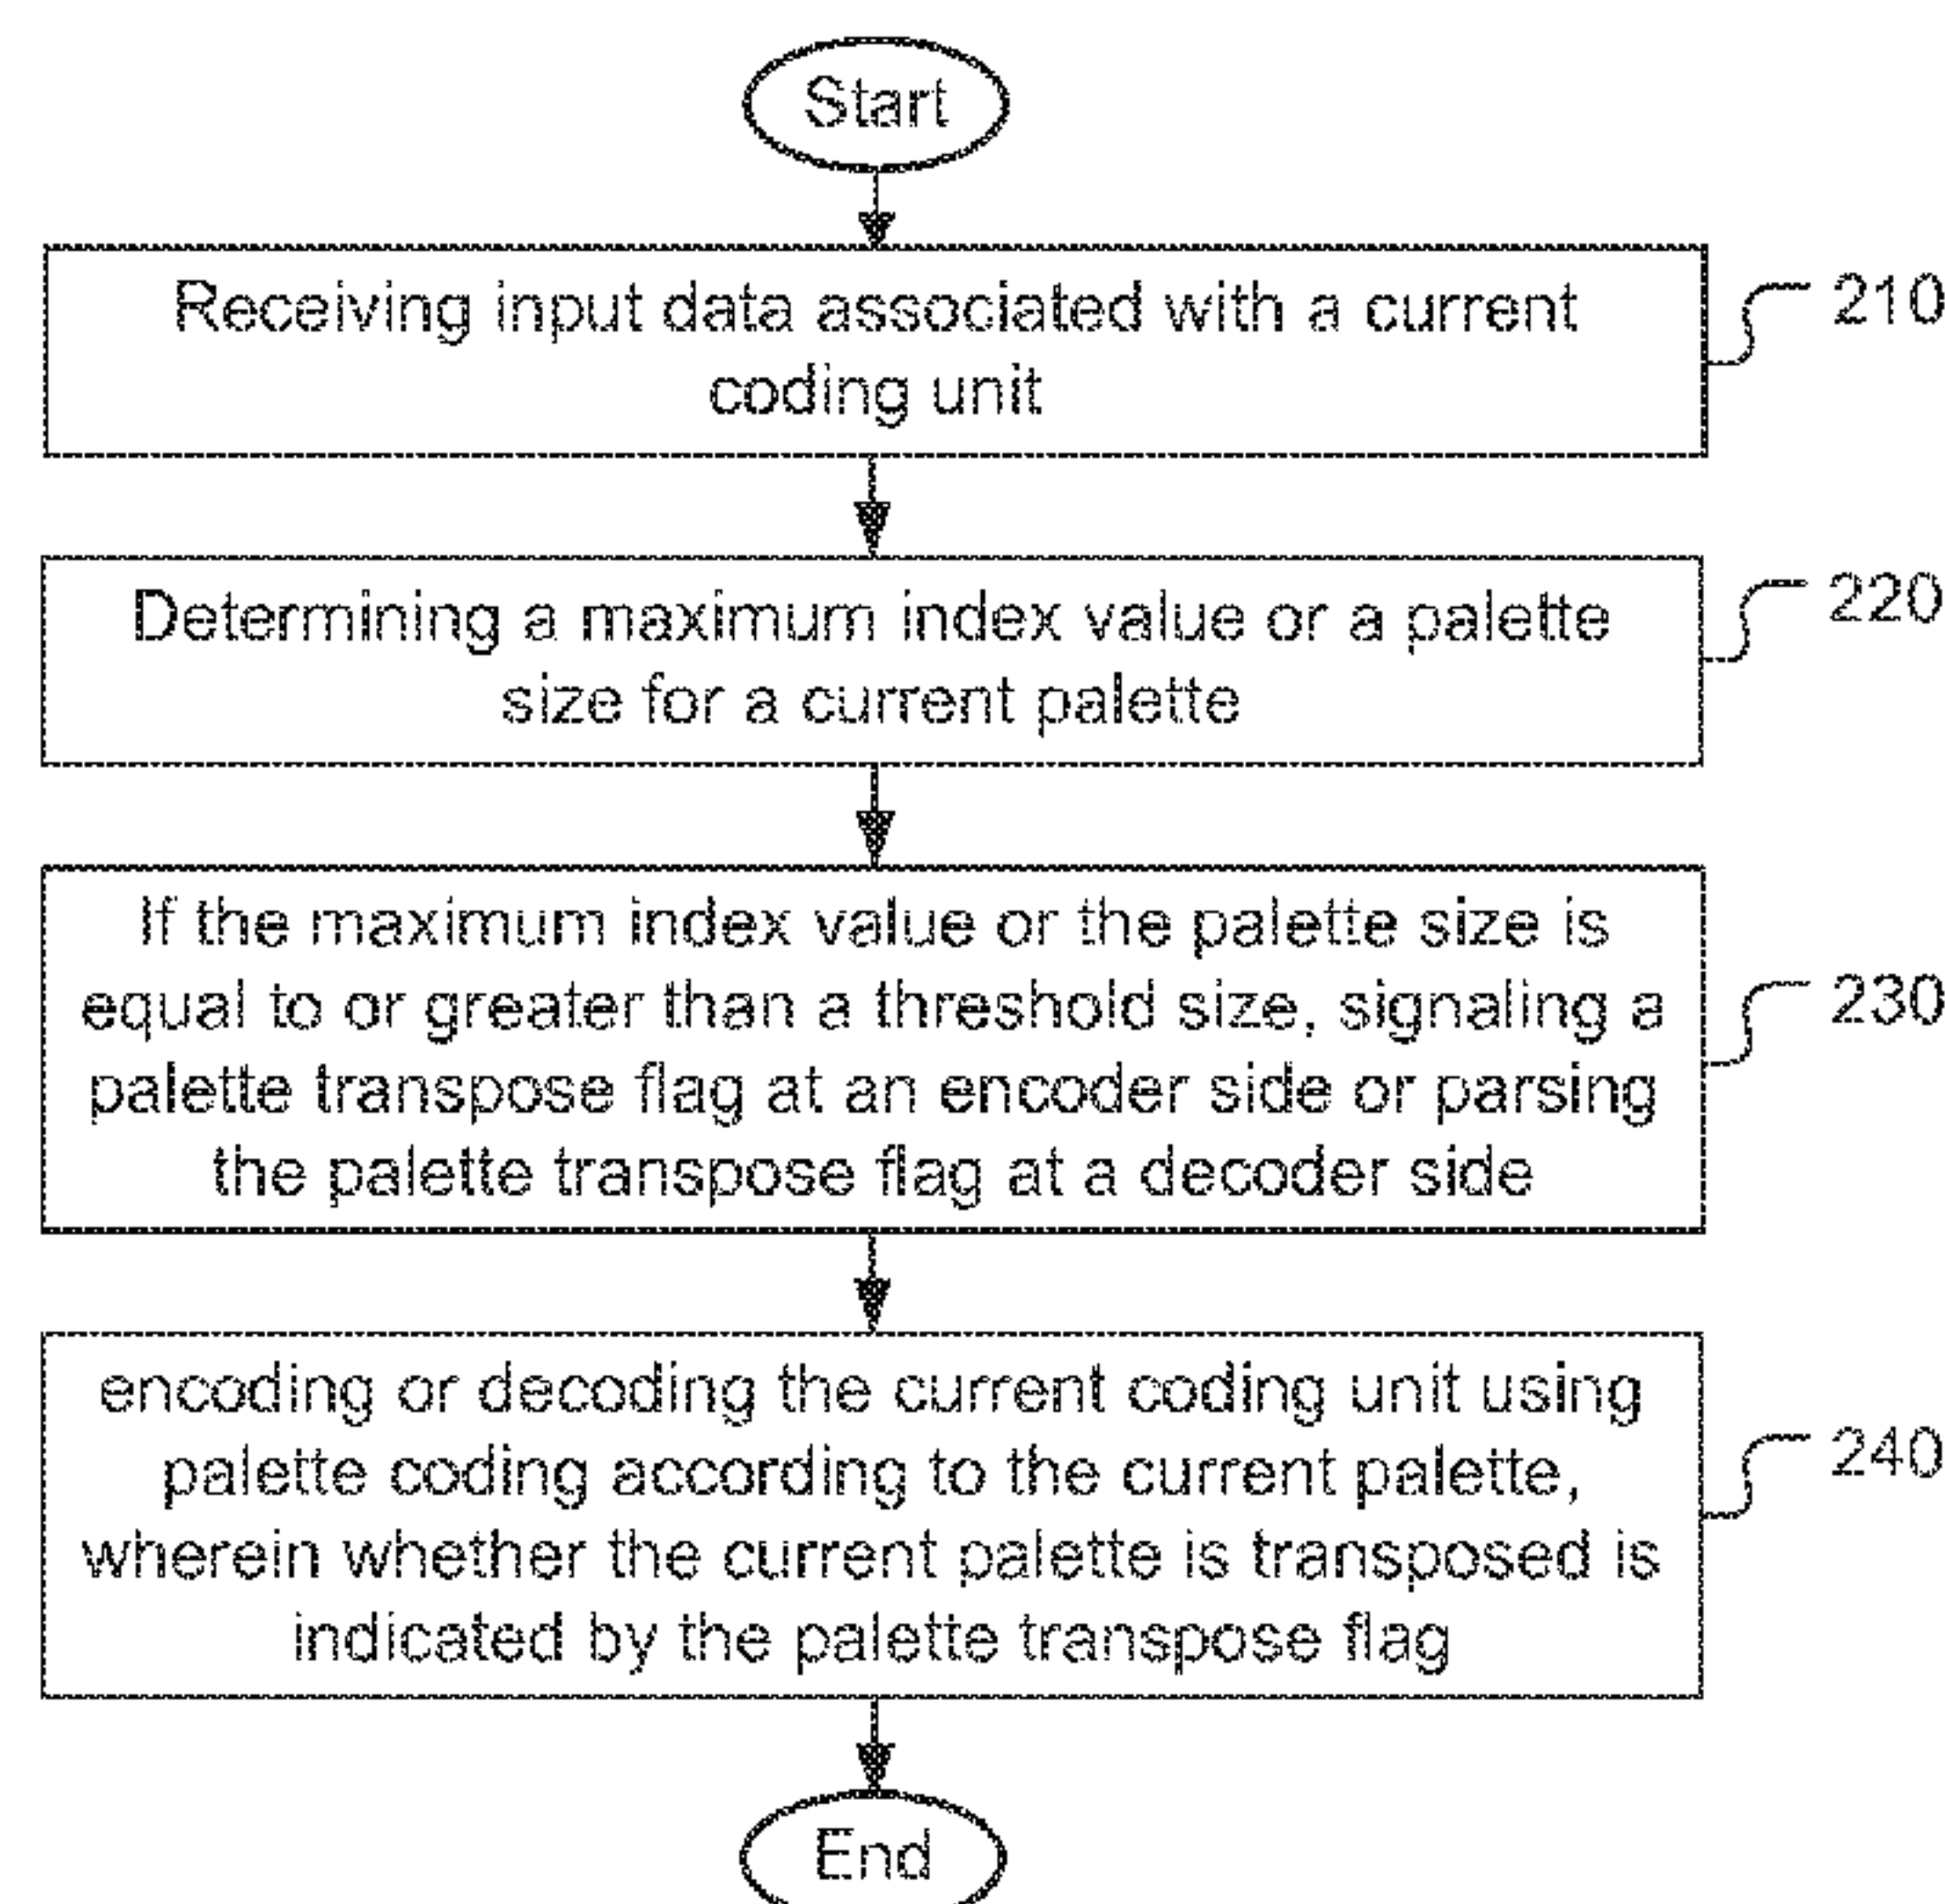 Start
Receiving input data associated with a current
coding unit
210
Determining a maximum index value or a palette
size for a current palette
220
If the maximum index value or the palette size is
equal to or greater than a threshold size, signaling a
palette transpose flag at an encoder side or parsing
the palette transpose flag at a decoder side
230
encoding or decoding the current coding unit using
palette coding according to the current palette,
wherein whether the current palette is transposed is
indicated by the palette transpose flag
240
End